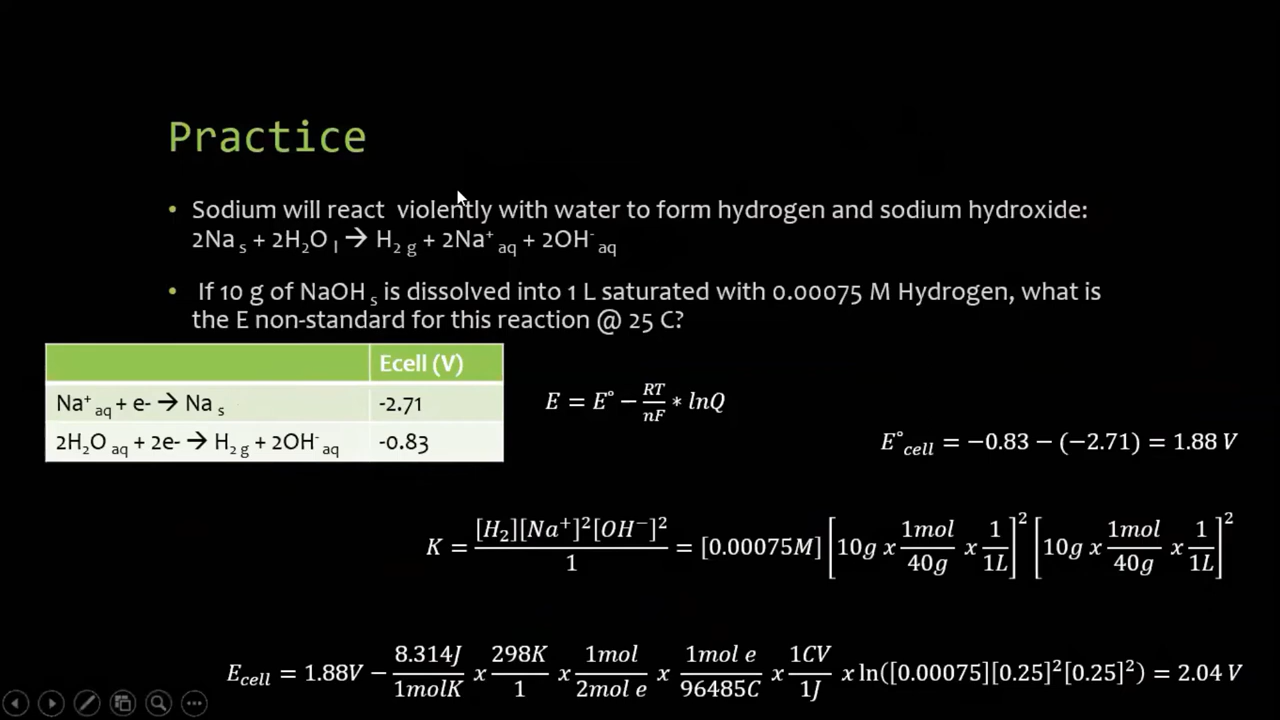 Practice
• Sodium will react violently with water to form hydrogen and sodium hydroxide:
2Na s + 2H₂O l → H₂ g + 2Na⁺ aq + 2OH⁻ aq
• If 10 g of NaOH s is dissolved into 1 L saturated with 0.00075 M Hydrogen, what is
the E non-standard for this reaction @ 25 C?
Ecell (V)
Na⁺ aq + e- → Na s -2.71
2H₂O aq + 2e- → H₂ g + 2OH⁻ aq -0.83
E = E° − RT/nF * lnQ
E°cell = −0.83 − (−2.71) = 1.88 V
K = [H₂][Na⁺]²[OH⁻]²/1 = [0.00075M] [10g x 1mol/40g x 1/1L]² [10g x 1mol/40g x 1/1L]²
Ecell = 1.88V − 8.314J/1molK x 298K/1 x 1mol/2mol e x 1mol e/96485C x 1CV/1J x ln([0.00075][0.25]²[0.25]²) = 2.04 V